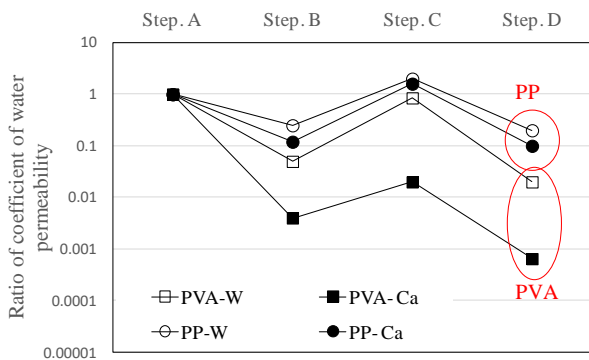 Step. A Step. B Step. C Step. D
Ratio of coefficient of water
permeability
10
1
0.1
0.01
0.001
0.0001
0.00001
PP
PVA
PVA-W PVA-Ca
PP-W PP-Ca